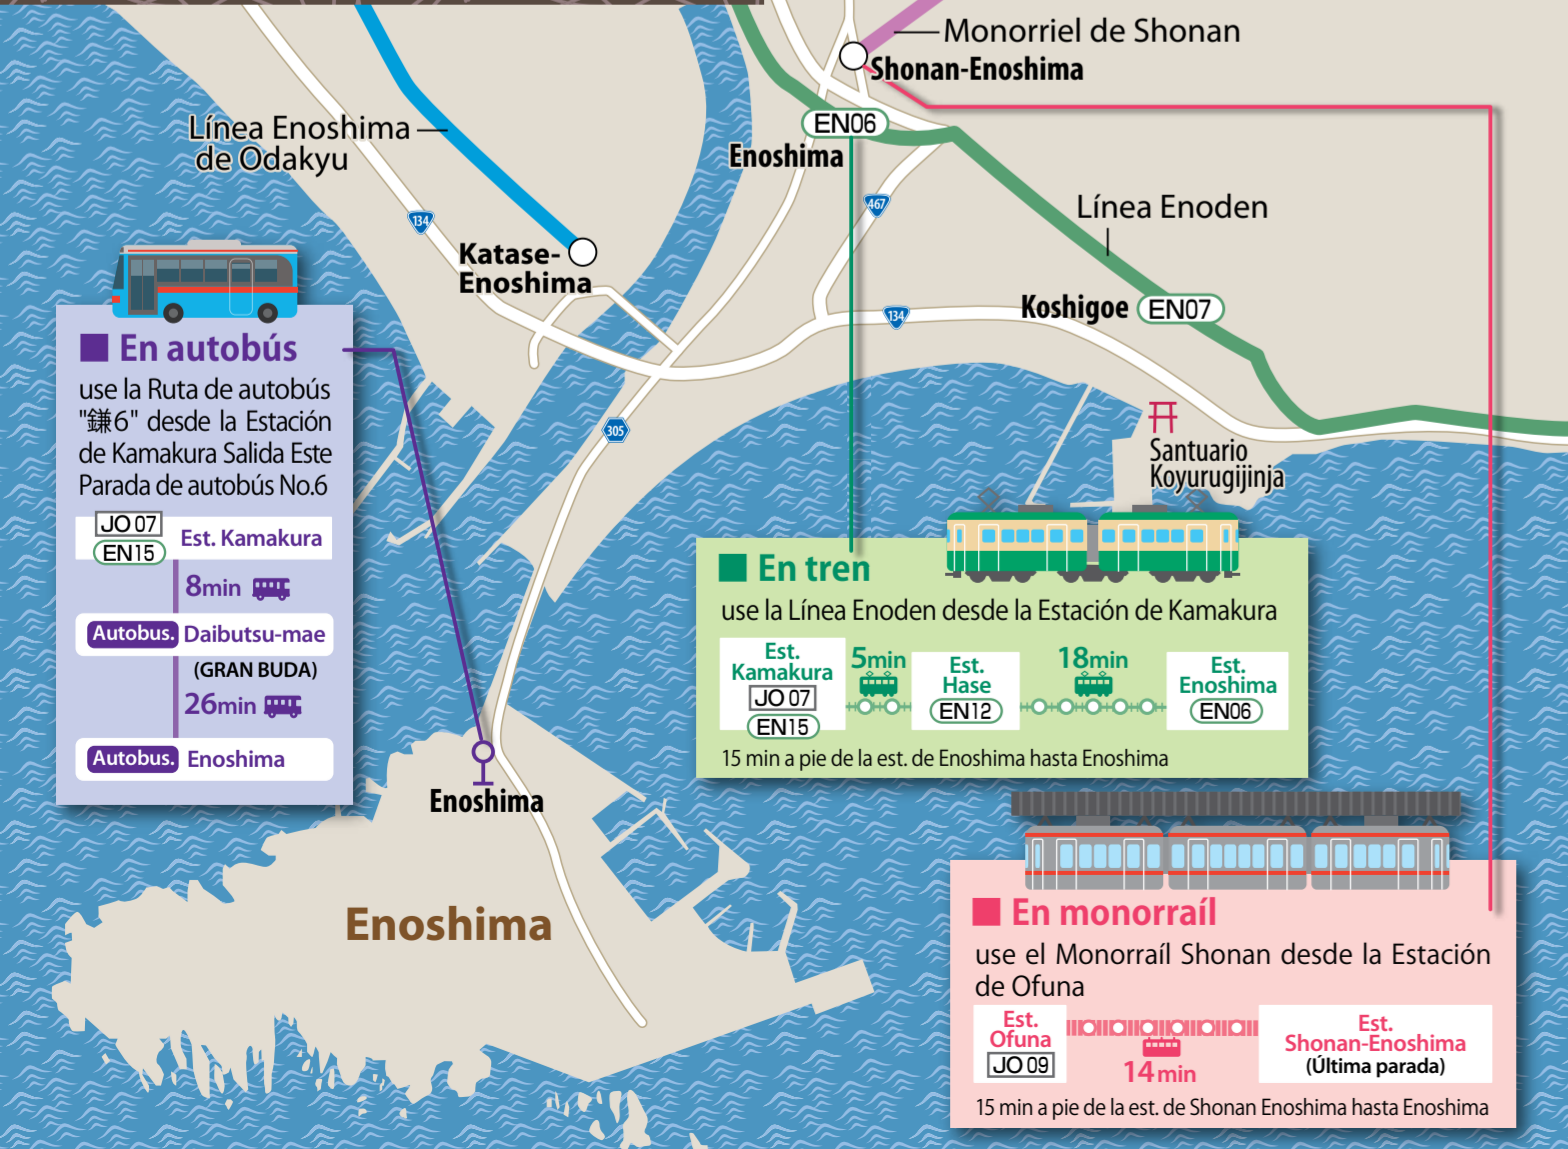 Monorriel de Shonan
Shonan-Enoshima
Línea Enoshima
de Odakyu
EN06
Enoshima
134
467
Línea Enoden
Katase-
Enoshima
Koshigoe EN07
134
305
Santuario
Koyurugijinja
■ En autobús
use la Ruta de autobús
"鎌6" desde la Estación
de Kamakura Salida Este
Parada de autobús No.6
JO 07
EN15
Est. Kamakura
8min
Autobus. Daibutsu-mae
(GRAN BUDA)
26min
Autobus. Enoshima
■ En tren
use la Línea Enoden desde la Estación de Kamakura
Est.
Kamakura
JO 07
EN15
5min
Est.
Hase
EN12
18min
Est.
Enoshima
EN06
15 min a pie de la est. de Enoshima hasta Enoshima
Enoshima
Enoshima
■ En monorraíl
use el Monorraíl Shonan desde la Estación
de Ofuna
Est.
Ofuna
JO 09
14min
Est.
Shonan-Enoshima
(Última parada)
15 min a pie de la est. de Shonan Enoshima hasta Enoshima